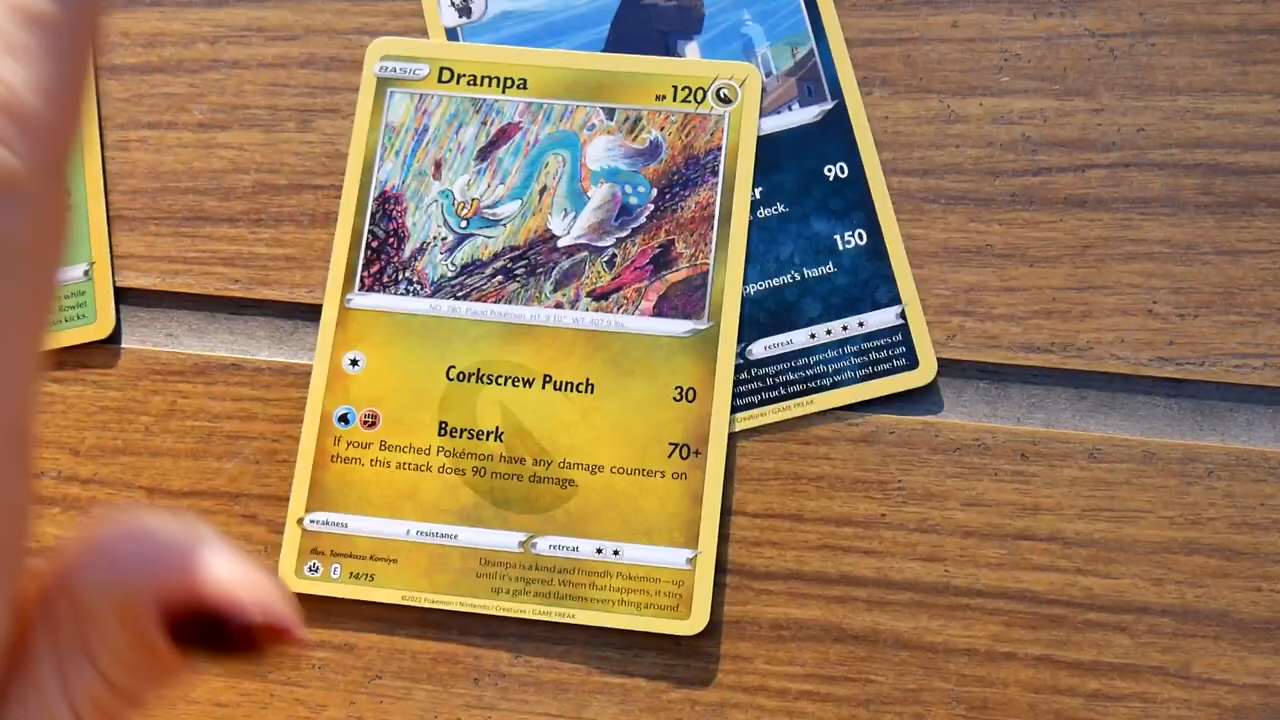 BASIC Drampa HP 120
NO. 780 Placid Pokémon HT: 9'10" WT: 407.9 lbs.
Corkscrew Punch 30
Berserk 70+
If your Benched Pokémon have any damage counters on
them, this attack does 90 more damage.
weakness resistance retreat
Illus. Tomokazu Komiya
E 14/15
Drampa is a kind and friendly Pokémon—up
until it's angered. When that happens, it stirs
up a gale and flattens everything around.
©2022 Pokémon / Nintendo / Creatures / GAME FREAK
90
deck.
150
opponent's hand.
retreat
Pangoro can predict the moves of
It strikes with punches that can
dump truck into scrap with just one hit.
Creatures / GAME FREAK
while
Rowlet
kicks.